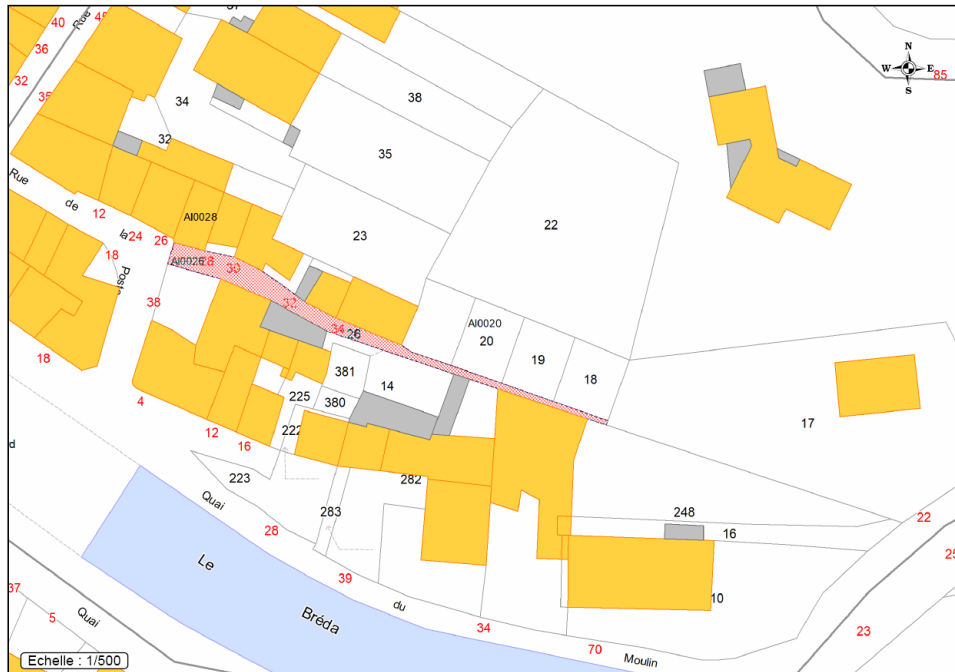 40
45
37
Rue
36
32
35
34
38
N
W
E
S
85
32
35
Rue
de
la
12
24
26
AI0028
23
22
18
Poste
AI0026
28
30
38
32
34
26
AI0020
20
19
18
381
14
380
225
222
18
4
12
16
17
d
223
Quai
28
283
282
248
16
22
25
Le
Bréda
39
du
34
70
Moulin
10
23
37
5
Quai
Echelle : 1/500